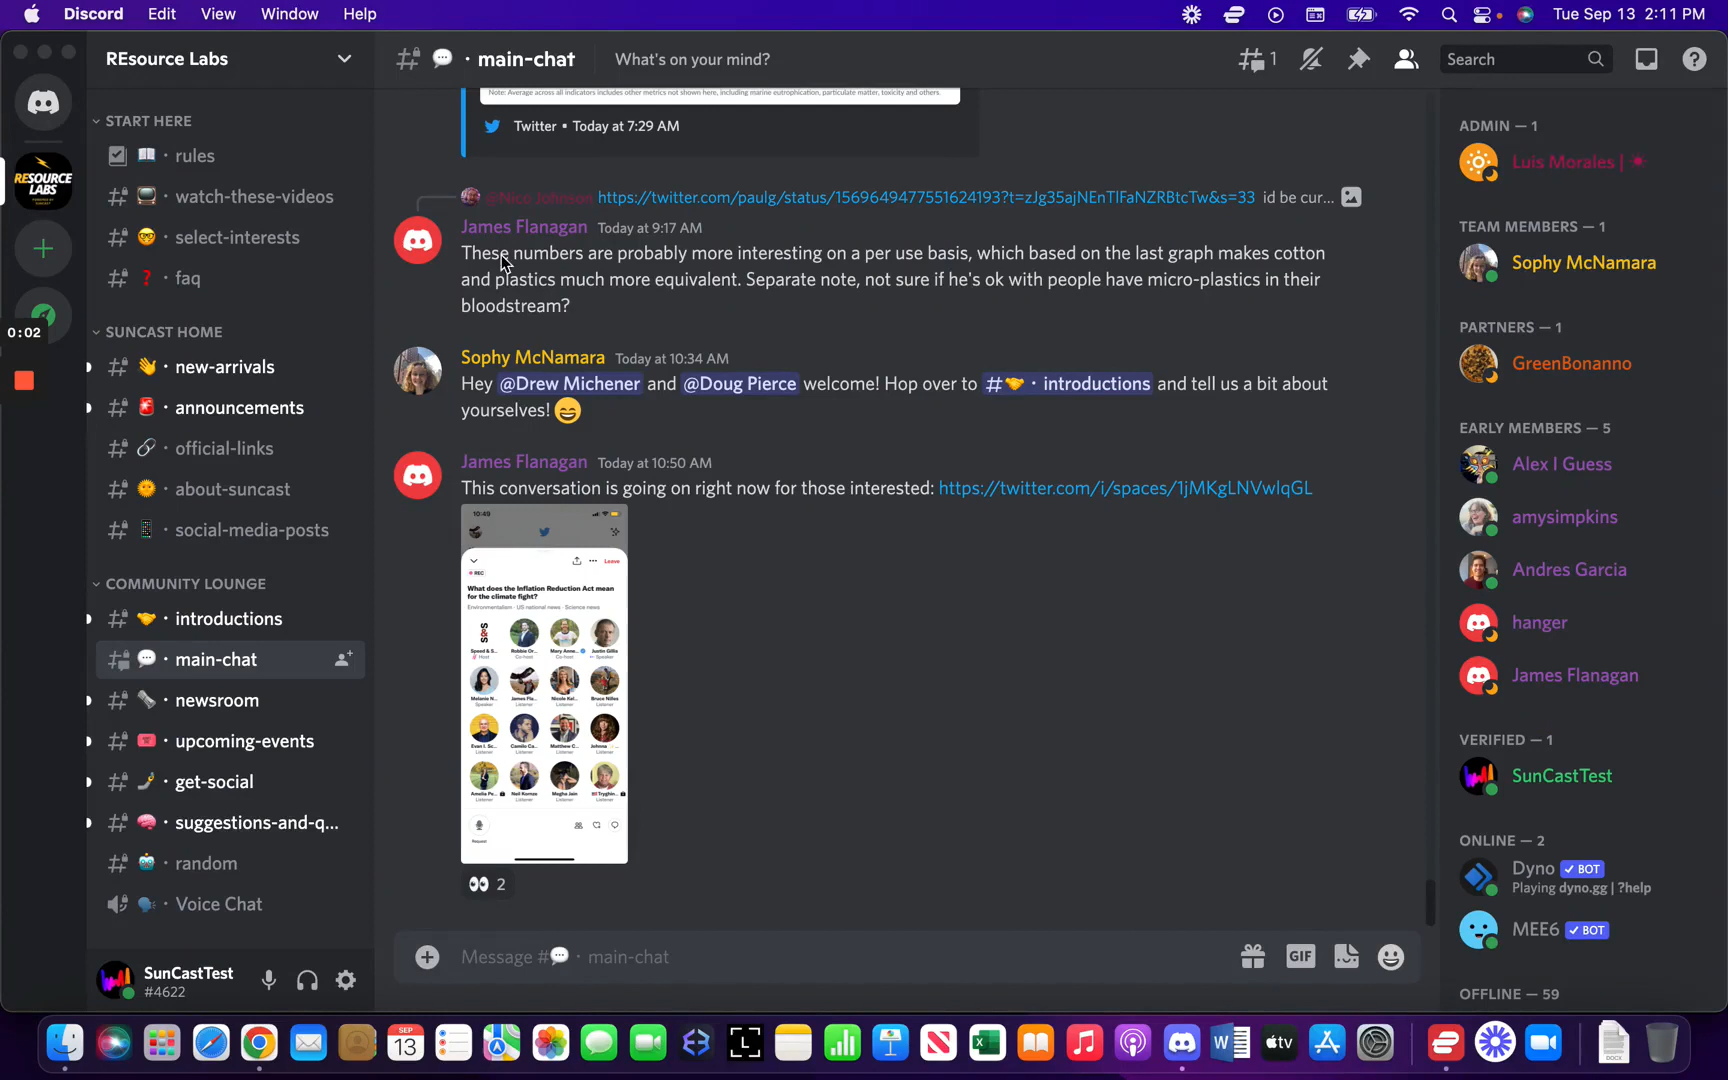 Discord Edit View Window Help
Tue Sep 13 2:11 PM
REsource Labs
· main-chat
What's on your mind?
1
Search
RESOURCE
LABS
0:02
START HERE
· rules
· watch-these-videos
· select-interests
· faq
SUNCAST HOME
· new-arrivals
· announcements
· official-links
· about-suncast
· social-media-posts
COMMUNITY LOUNGE
· introductions
· main-chat
· newsroom
· upcoming-events
· get-social
· suggestions-and-q...
· random
· Voice Chat
SunCastTest
#4622
Note: Average across all indicators includes other metrics not shown here, including marine eutrophication, particulate matter, toxicity and others.
Twitter • Today at 7:29 AM
@Nico Johnson https://twitter.com/paulg/status/1569649477551624193?t=zJg35ajNEnTlFaNZRBtcTw&s=33 id be cur...
James Flanagan Today at 9:17 AM
These numbers are probably more interesting on a per use basis, which based on the last graph makes cotton
and plastics much more equivalent. Separate note, not sure if he's ok with people have micro-plastics in their
bloodstream?
Sophy McNamara Today at 10:34 AM
Hey @Drew Michener and @Doug Pierce welcome! Hop over to # · introductions and tell us a bit about
yourselves!
James Flanagan Today at 10:50 AM
This conversation is going on right now for those interested: https://twitter.com/i/spaces/1jMKgLNVwlqGL
10:49
Leave
REC
What does the Inflation Reduction Act mean
for the climate fight?
Environmentalism · US national news · Science news
Speed & S... Robbie Or... Mary Anne... Justin Gillis
Host Co-host Co-host Speaker
Melanie N... James Fla... Nicole Kel... Bruce Nilles
Speaker Listener Listener Listener
Evan I. Sc... Camilo Ca... Matthew C... Johnna
Listener Listener Listener Listener
Amelia Pe... Neil Komze Megha Jain Tryghin...
Listener Listener Listener Listener
Request
2
Message # · main-chat
GIF
ADMIN — 1
Luis Morales |
TEAM MEMBERS — 1
Sophy McNamara
PARTNERS — 1
GreenBonanno
EARLY MEMBERS — 5
Alex I Guess
amysimpkins
Andres Garcia
hanger
James Flanagan
VERIFIED — 1
SunCastTest
ONLINE — 2
Dyno ✓ BOT
Playing dyno.gg | ?help
MEE6 ✓ BOT
OFFLINE — 59
SEP
13
L
N
X
W
tv
DOCX